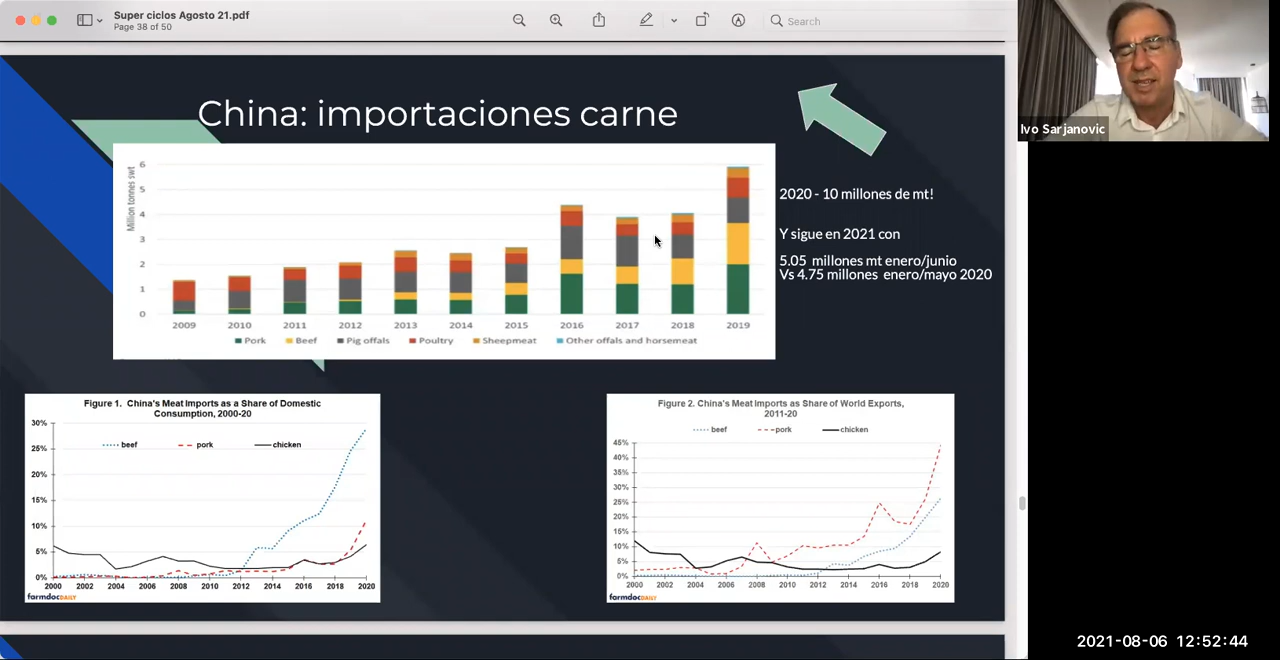 Super ciclos Agosto 21.pdf
Page 38 of 50
Search
China: importaciones carne
Million tonnes swt
6
5
4
3
2
1
0
2009 2010 2011 2012 2013 2014 2015 2016 2017 2018 2019
Pork Beef Pig offals Poultry Sheepmeat Other offals and horsemeat
2020 - 10 millones de mt!
Y sigue en 2021 con
5.05 millones mt enero/junio
Vs 4.75 millones enero/mayo 2020
Ivo Sarjanovic
Figure 1. China's Meat Imports as a Share of Domestic
Consumption, 2000-20
beef pork chicken
30%
25%
20%
15%
10%
5%
0%
2000 2002 2004 2006 2008 2010 2012 2014 2016 2018 2020
farmdocDAILY
Figure 2. China's Meat Imports as Share of World Exports,
2011-20
beef pork chicken
45%
40%
35%
30%
25%
20%
15%
10%
5%
0%
2000 2002 2004 2006 2008 2010 2012 2014 2016 2018 2020
farmdocDAILY
2021-08-06 12:52:44